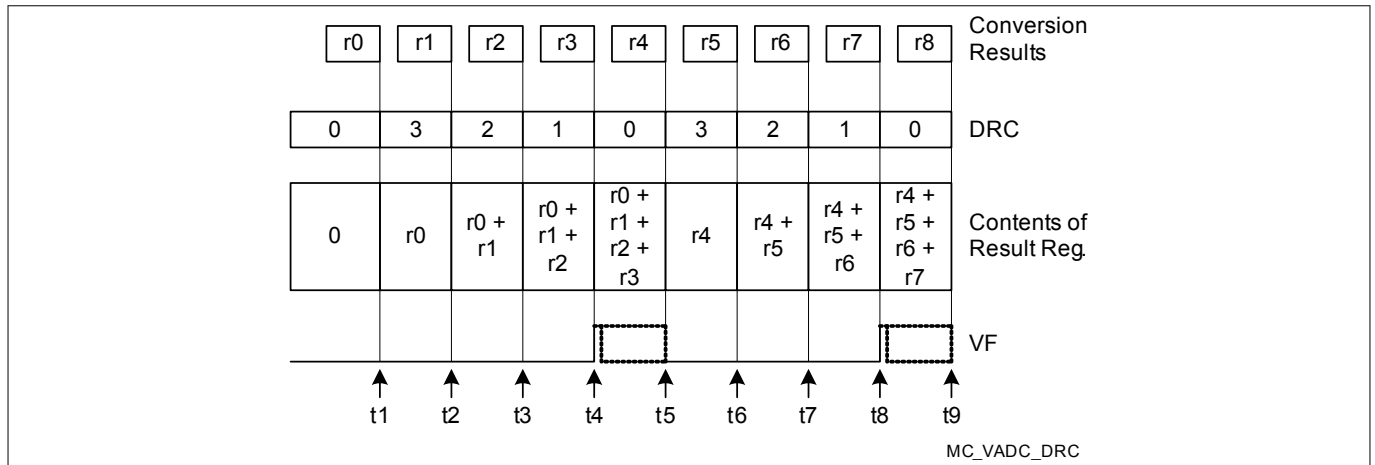 r0 r1 r2 r3 r4 r5 r6 r7 r8
Conversion
Results
0 3 2 1 0 3 2 1 0 DRC
0
r0
r0 +
r1
r0 +
r1 +
r2
r0 +
r1 +
r2 +
r3
r4
r4 +
r5
r4 +
r5 +
r6
r4 +
r5 +
r6 +
r7
Contents of
Result Reg.
VF
t1 t2 t3 t4 t5 t6 t7 t8 t9
MC_VADC_DRC